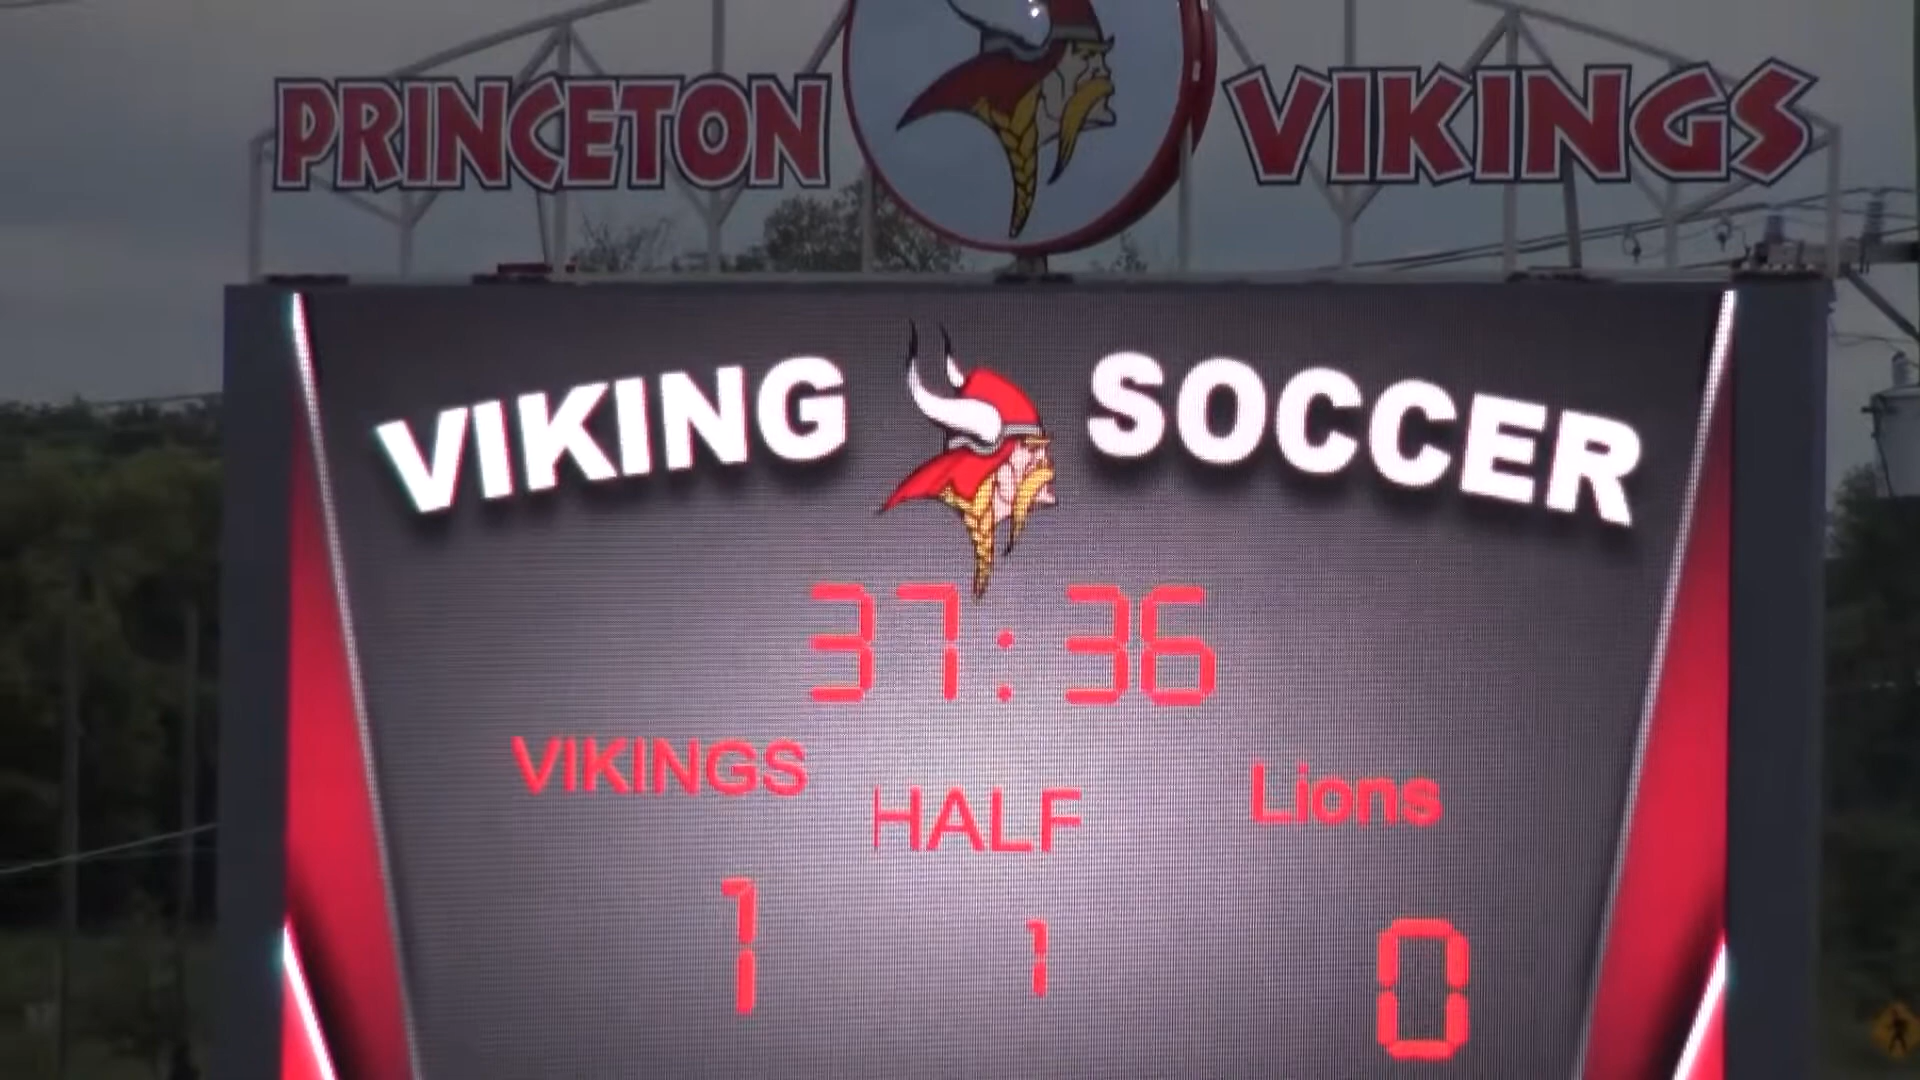 PRINCETON VIKINGS
VIKING SOCCER
37:36
VIKINGS HALF Lions
1 1 0